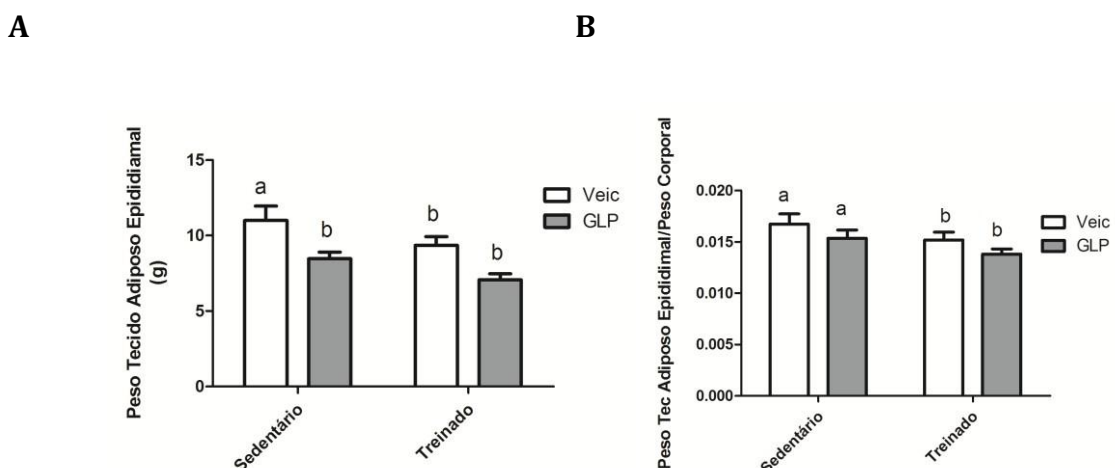 A
B
Peso Tecido Adiposo Epididiamal
(g)
15
10
5
0
a
b
b
b
Veic
GLP
Sedentário
Treinado
Peso Tec Adiposo Epididimal/Peso Corporal
0.020
0.015
0.010
0.005
0.000
a
a
b
b
Veic
GLP
Sedentário
Treinado